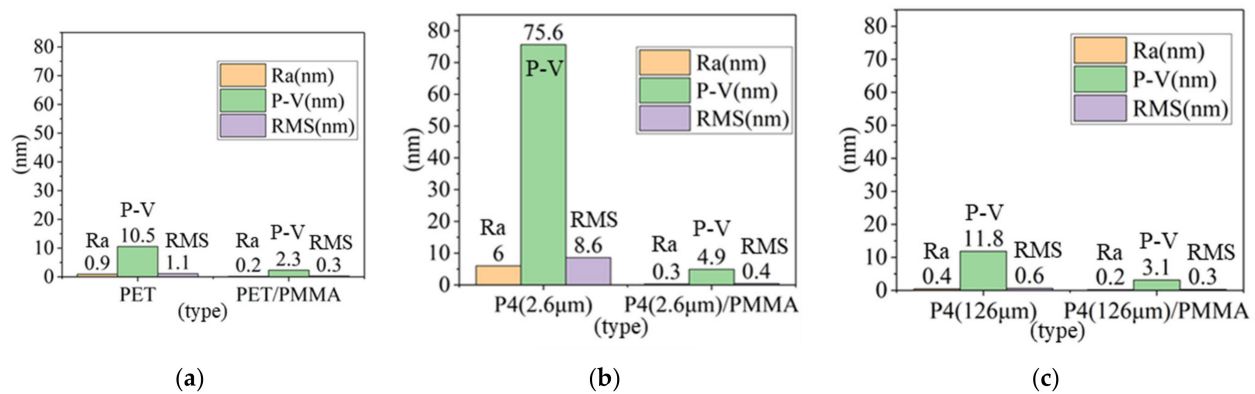 80
70
60
50
40
30
20
10
0
(nm)
Ra(nm)
P-V(nm)
RMS(nm)
P-V
Ra 10.5 RMS
0.9 1.1
P-V
Ra 2.3 RMS
0.2 0.3
PET PET/PMMA
(type)
(a)
80
70
60
50
40
30
20
10
0
(nm)
75.6
P-V
Ra(nm)
P-V(nm)
RMS(nm)
Ra RMS
6 8.6
P-V
Ra 4.9 RMS
0.3 0.4
P4(2.6μm) P4(2.6μm)/PMMA
(type)
(b)
80
70
60
50
40
30
20
10
0
(nm)
Ra(nm)
P-V(nm)
RMS(nm)
P-V
Ra 11.8 RMS
0.4 0.6
P-V
Ra 3.1 RMS
0.2 0.3
P4(126μm) P4(126μm)/PMMA
(type)
(c)